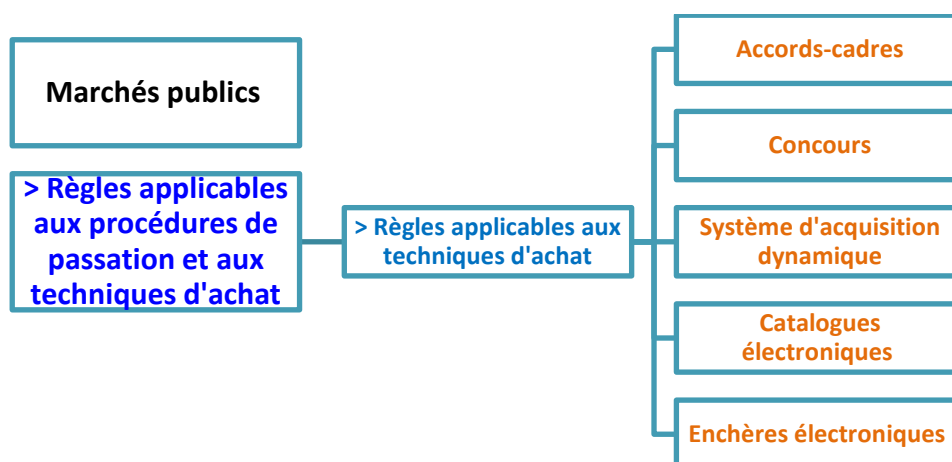 Marchés publics
> Règles applicables
aux procédures de
passation et aux
techniques d'achat
> Règles applicables aux
techniques d'achat
Accords-cadres
Concours
Système d'acquisition
dynamique
Catalogues
électroniques
Enchères électroniques